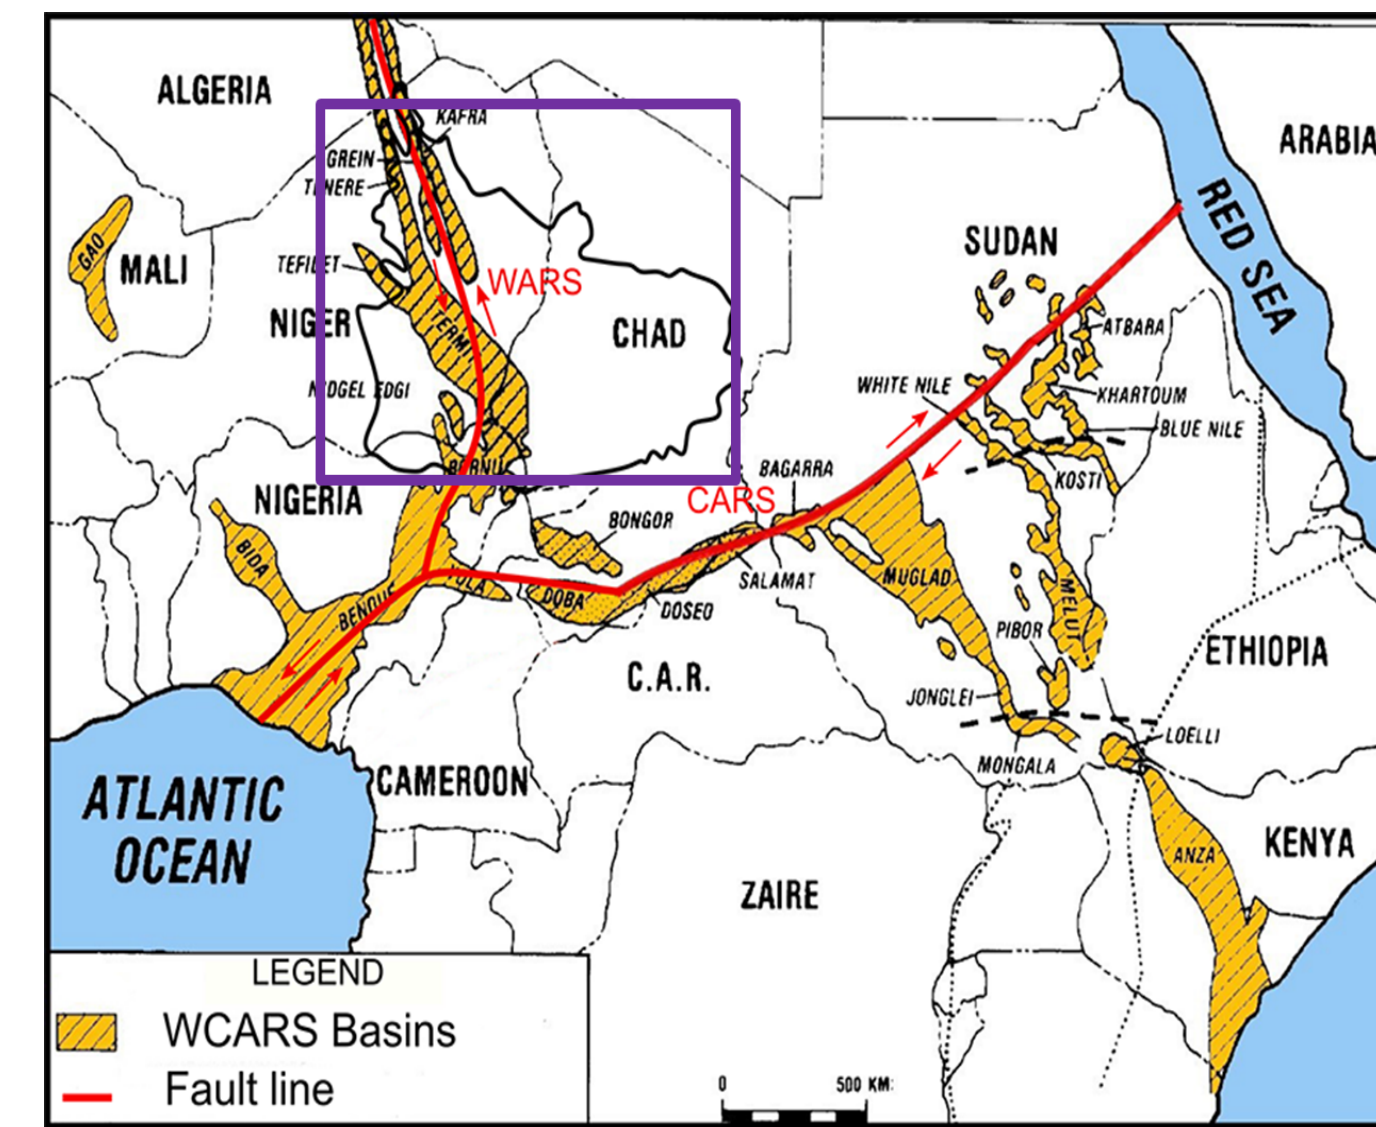 ALGERIA
KAFRA
ARABIA
GREIN
TENERE
RED SEA
GAO
MALI
SUDAN
TEFIDET
WARS
NIGER
TERMIT
CHAD
ATBARA
N'DGEL EDGI
WHITE NILE
KHARTOUM
BLUE NILE
BORNU
BAGARRA
KOSTI
NIGERIA
CARS
BONGOR
BIDA
SALAMAT
MUGLAD
YOLA
DOBA
DOSEO
BENOUE
MELUT
PIBOR
ETHIOPIA
C.A.R.
JONGLEI
LOELLI
MONGALA
CAMEROON
ATLANTIC
OCEAN
KENYA
ANZA
ZAIRE
LEGEND
WCARS Basins
Fault line
0 500 KM: